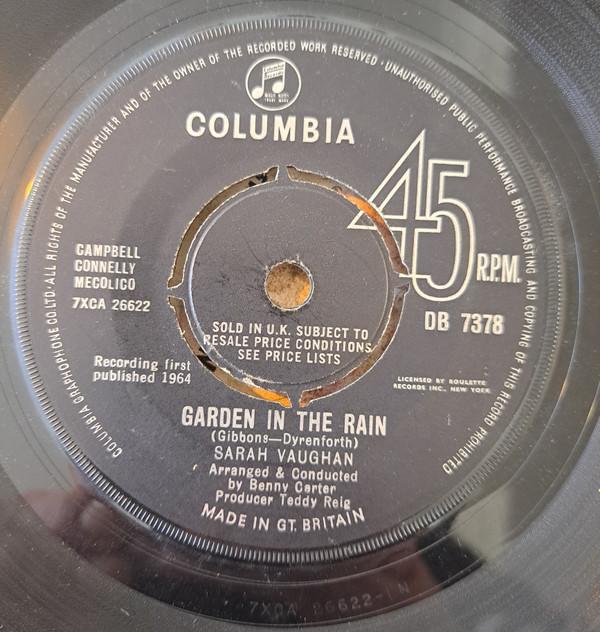 COLUMBIA GRAPHOPHONE CO.LTD·ALL RIGHTS OF THE MANUFACTURER AND OF THE OWNER OF THE RECORDED WORK RESERVED·UNAUTHORISED PUBLIC PERFORMANCE BROADCASTING AND COPYING OF THIS RECORD PROHIBITED
COLUMBIA
45 R.P.M.
CAMPBELL
CONNELLY
MECOLICO
7XCA 26622
DB 7378
SOLD IN U.K. SUBJECT TO
RESALE PRICE CONDITIONS
SEE PRICE LISTS
Recording first
published 1964
LICENSED BY ROULETTE
RECORDS INC., NEW YORK
GARDEN IN THE RAIN
(Gibbons—Dyrenforth)
SARAH VAUGHAN
Arranged & Conducted
by Benny Carter
Producer Teddy Reig
MADE IN GT. BRITAIN
7XCA 26622-1N